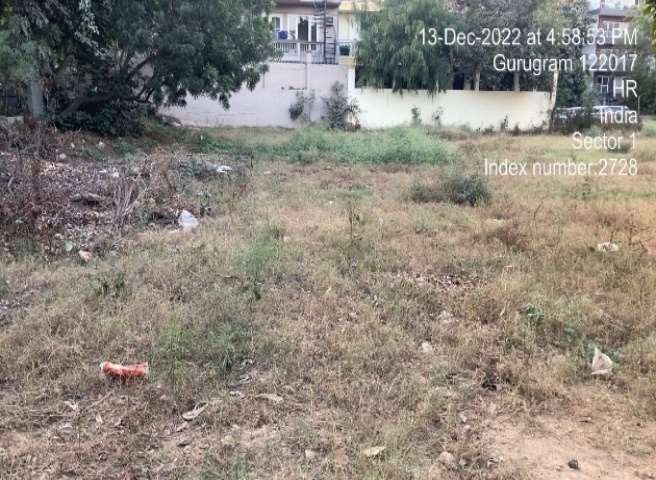 13-Dec-2022 at 4:58:53 PM
Gurugram 122017
HR
India
Sector 1
Index number:2728